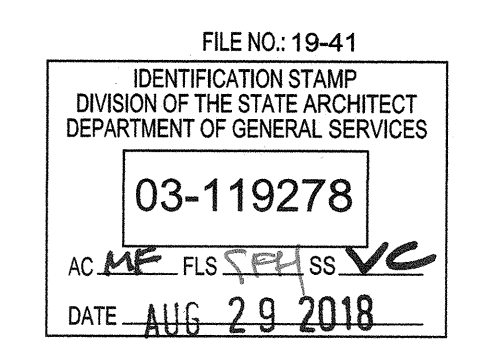 FILE NO.: 19-41
IDENTIFICATION STAMP
DIVISION OF THE STATE ARCHITECT
DEPARTMENT OF GENERAL SERVICES
03-119278
AC MF FLS SFH SS VC
DATE AUG 29 2018